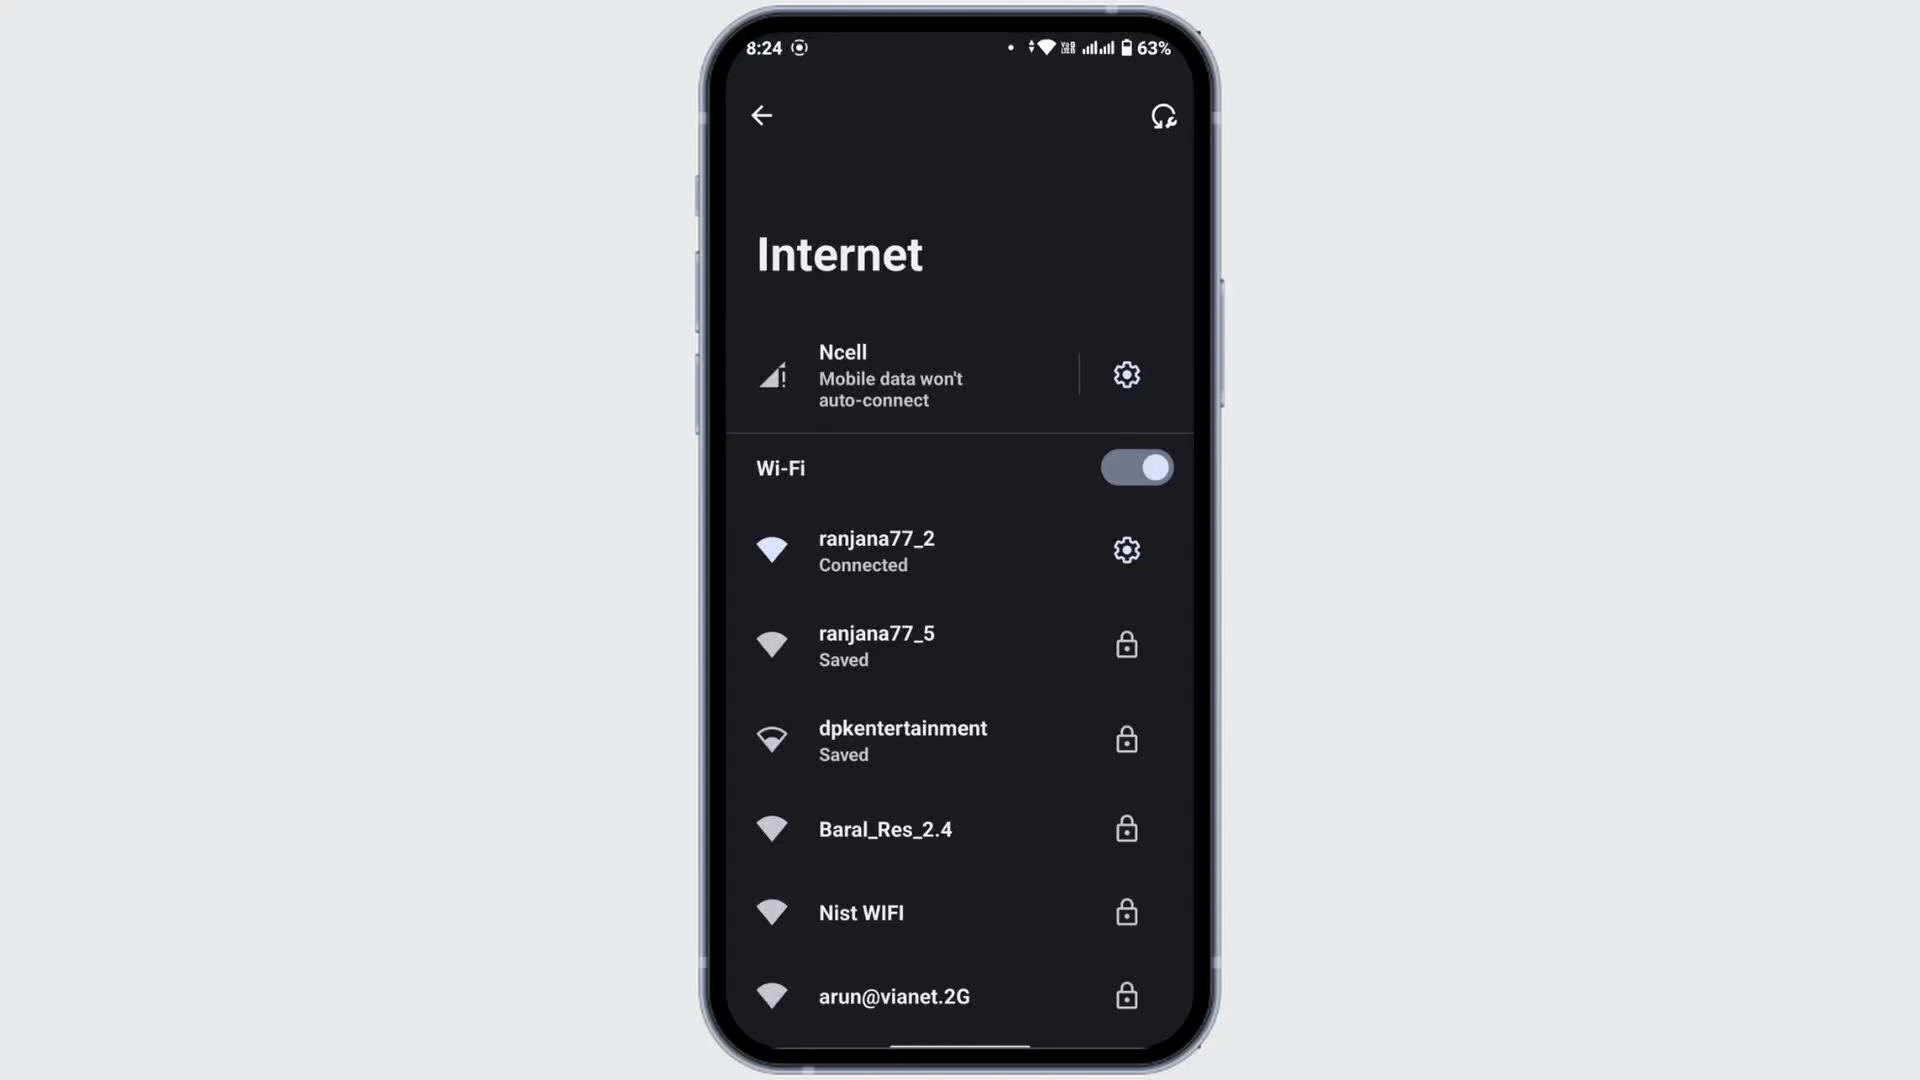 8:24 63%
Internet
Ncell
Mobile data won't
auto-connect
Wi-Fi
ranjana77_2
Connected
ranjana77_5
Saved
dpkentertainment
Saved
Baral_Res_2.4
Nist WIFI
arun@vianet.2G